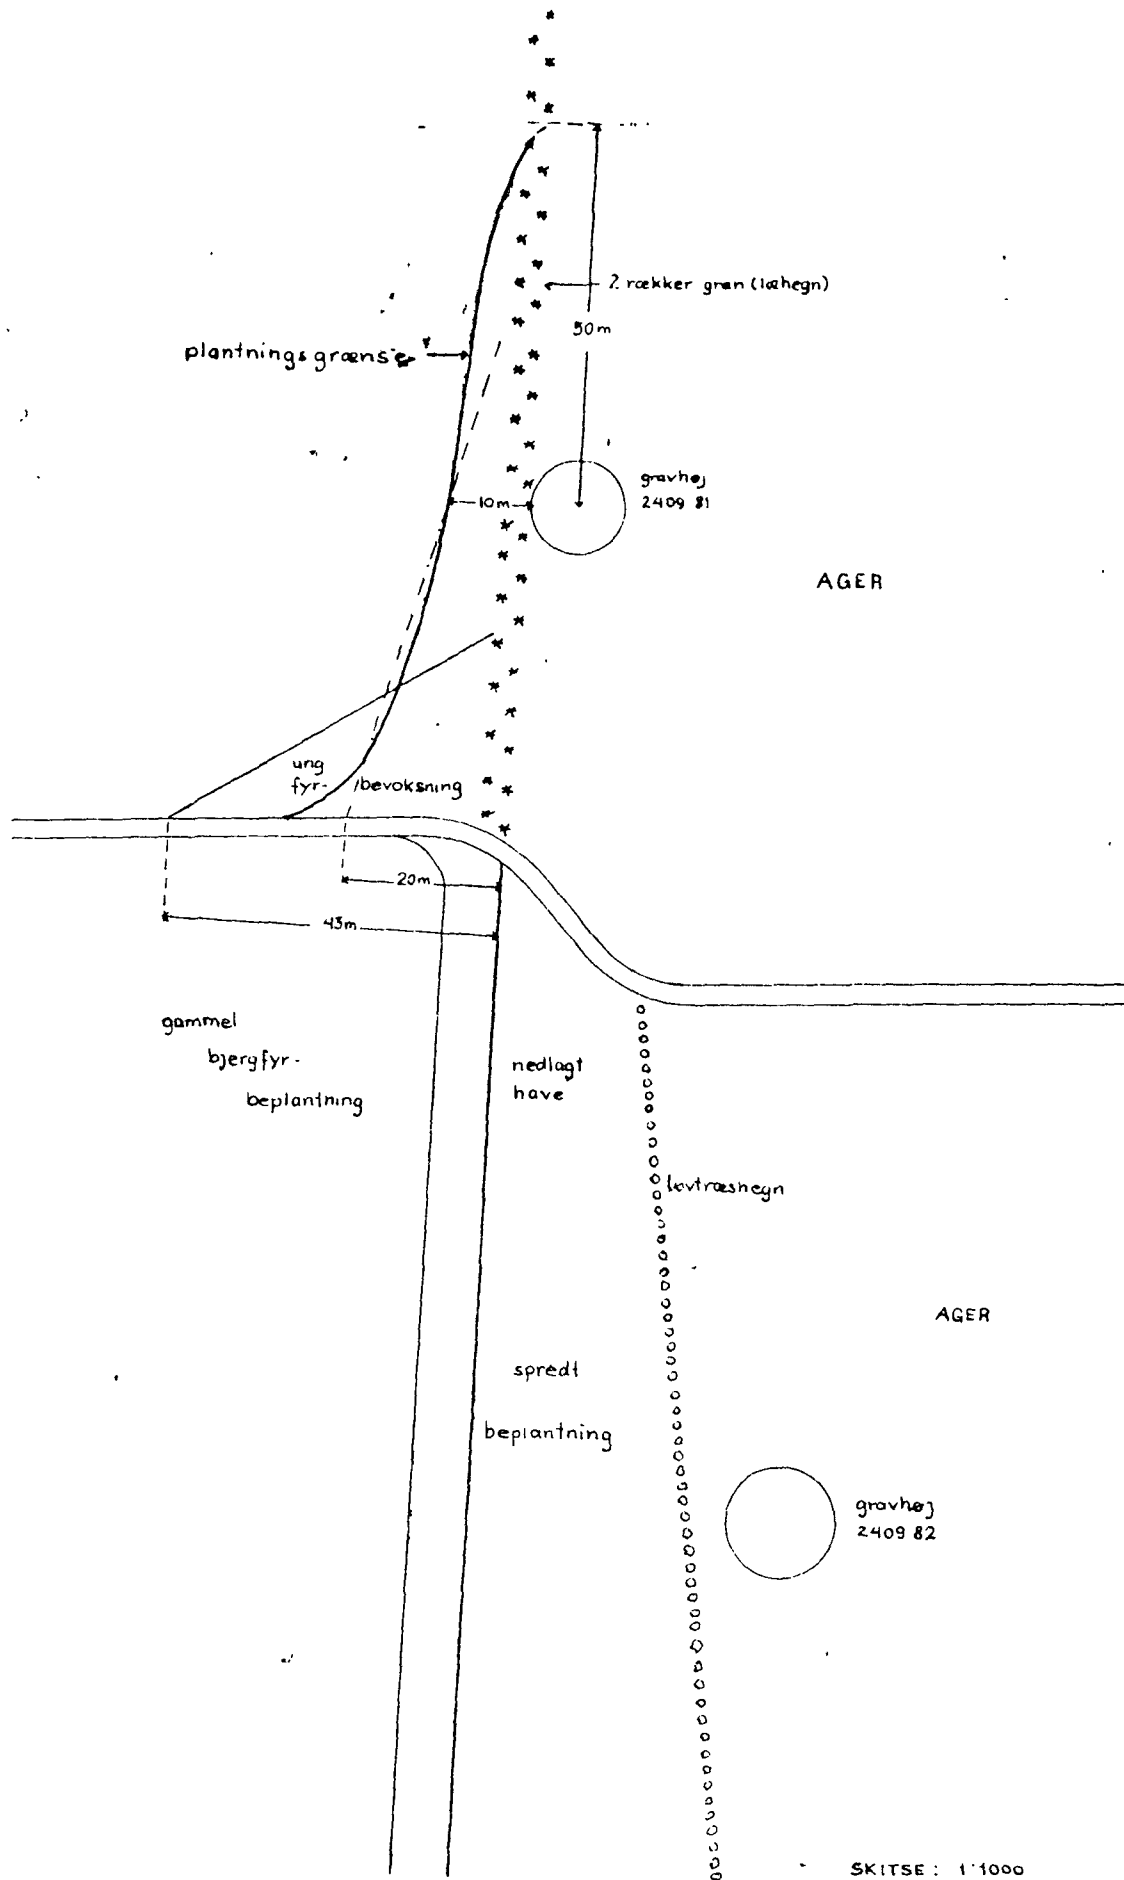 2 rækker gran (læhegn)
50m
plantningsgrænse
gravhøj
2409 81
10m
AGER
ung
fyr-
bevoksning
20m
43m
gammel
bjergfyr-
beplantning
nedlagt
have
løvtræshegn
AGER
spredt
beplantning
gravhøj
2409 82
SKITSE: 1:1000